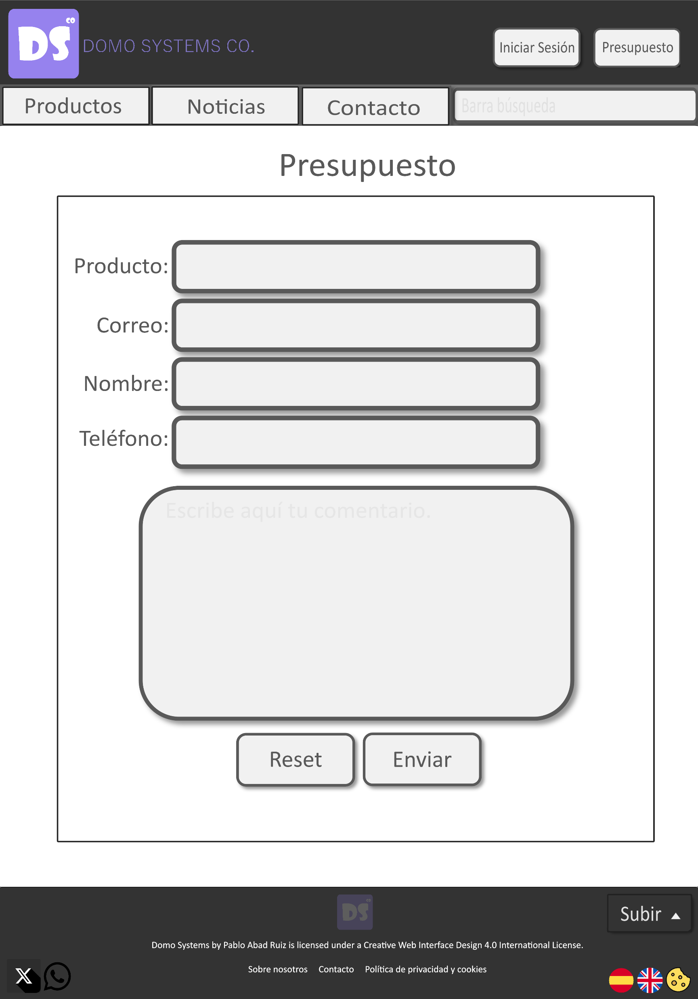 DS CO
DOMO SYSTEMS CO.
Iniciar Sesión
Presupuesto
Productos
Noticias
Contacto
Barra búsqueda
Presupuesto
Producto:
Correo:
Nombre:
Teléfono:
Escribe aquí tu comentario.
Reset
Enviar
DS CO
Subir
Domo Systems by Pablo Abad Ruiz is licensed under a Creative Web Interface Design 4.0 International License.
Sobre nosotros Contacto Política de privacidad y cookies